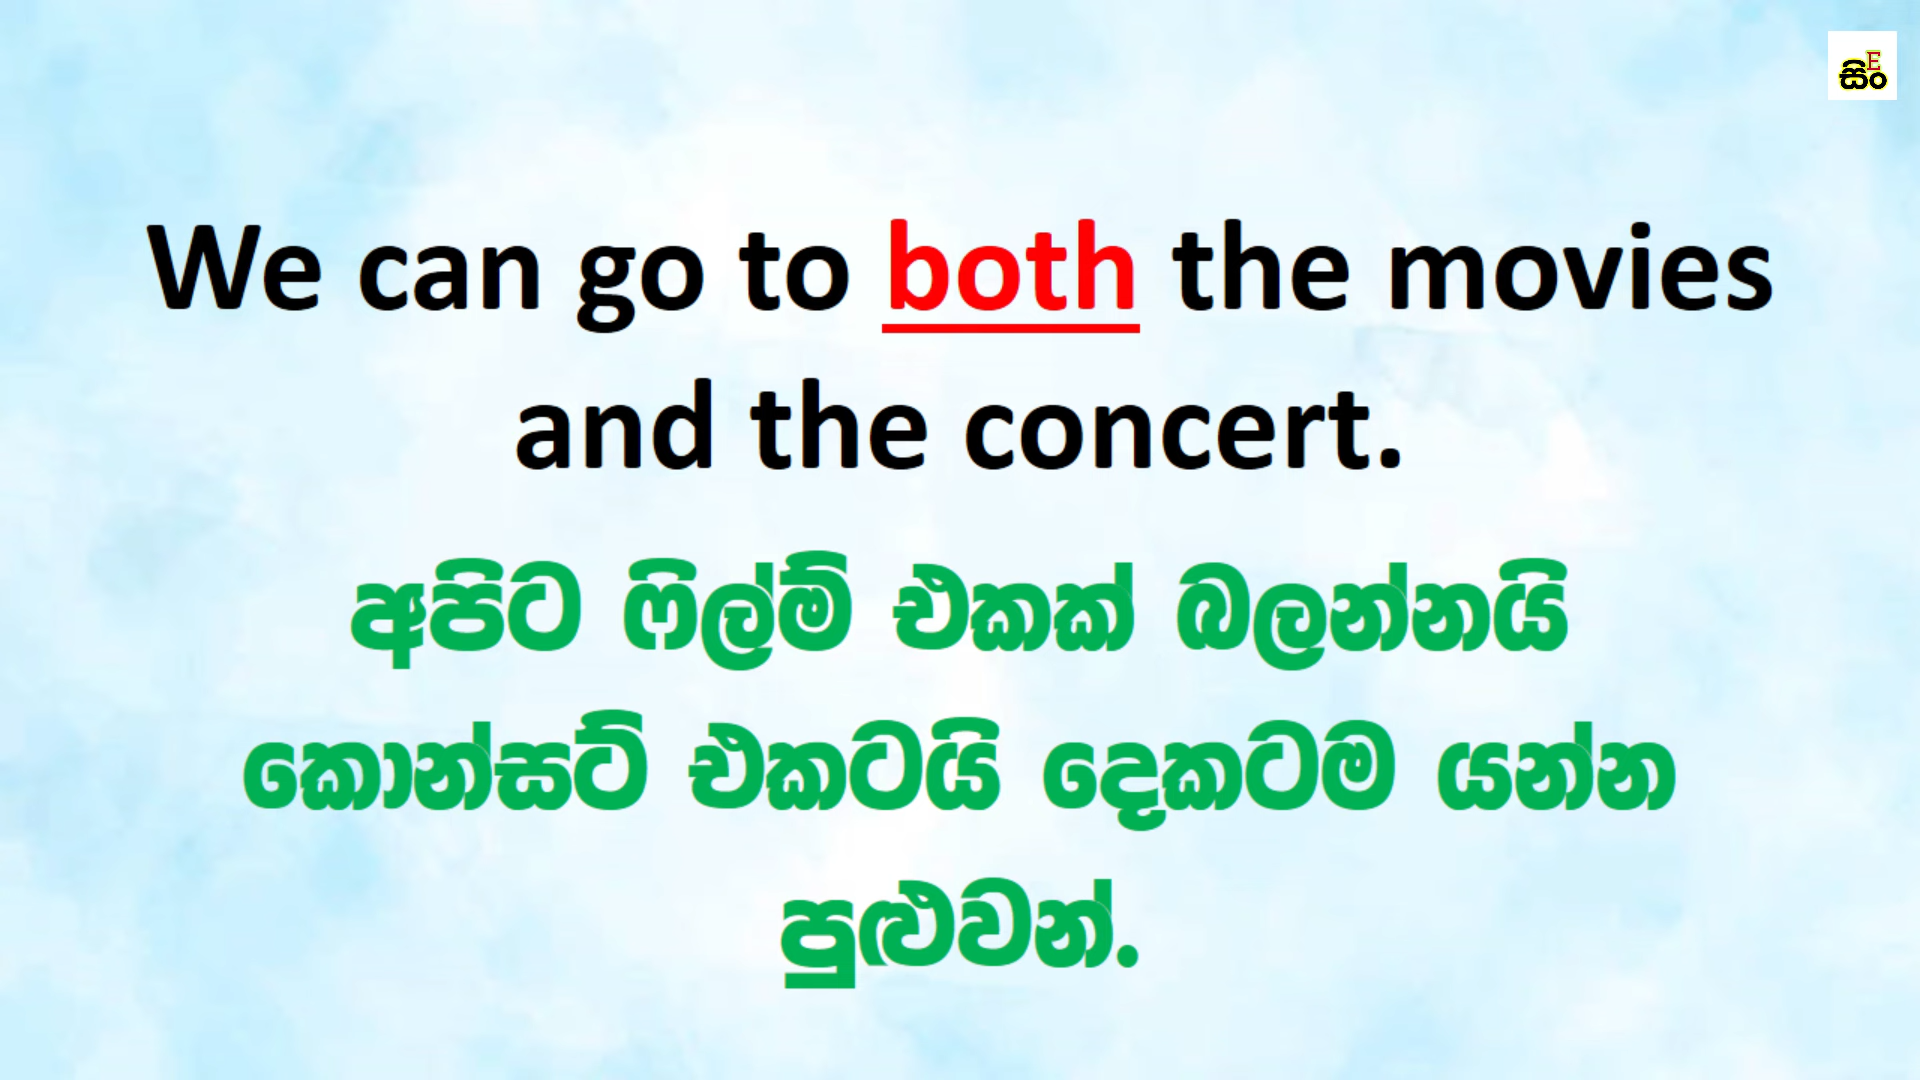 සිංE
We can go to both the movies
and the concert.
අපිට ෆිල්ම් එකක් බලන්නයි
කොන්සට් එකටයි දෙකටම යන්න
පුළුවන්.